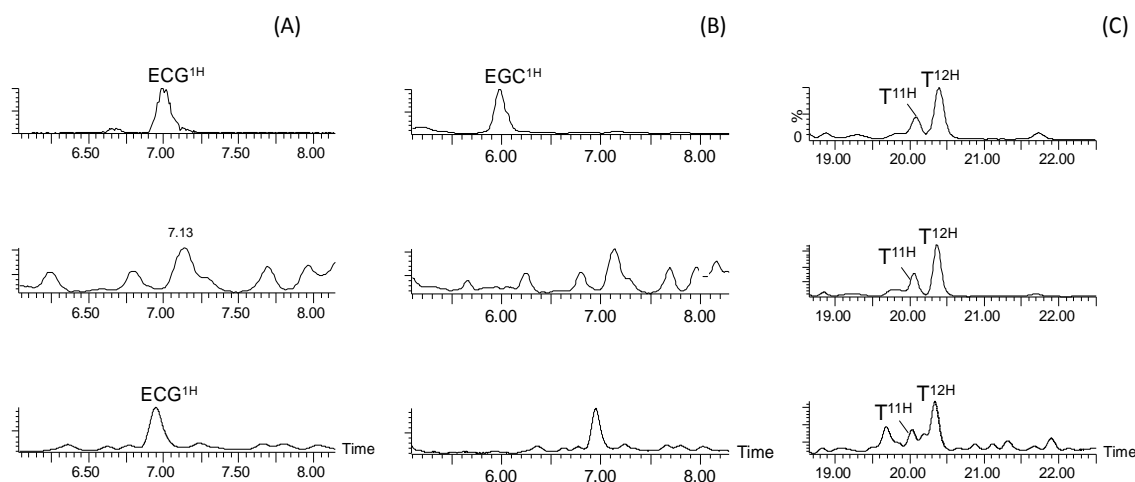 (A) (B) (C)
ECG¹ᴴ EGC¹ᴴ T¹¹ᴴ T¹²ᴴ
% 0
6.50 7.00 7.50 8.00 6.00 7.00 8.00 19.00 20.00 21.00 22.00
7.13 T¹¹ᴴ T¹²ᴴ
6.50 7.00 7.50 8.00 6.00 7.00 8.00 19.00 20.00 21.00 22.00
ECG¹ᴴ T¹¹ᴴ T¹²ᴴ
Time Time Time
6.50 7.00 7.50 8.00 6.00 7.00 8.00 19.00 20.00 21.00 22.00